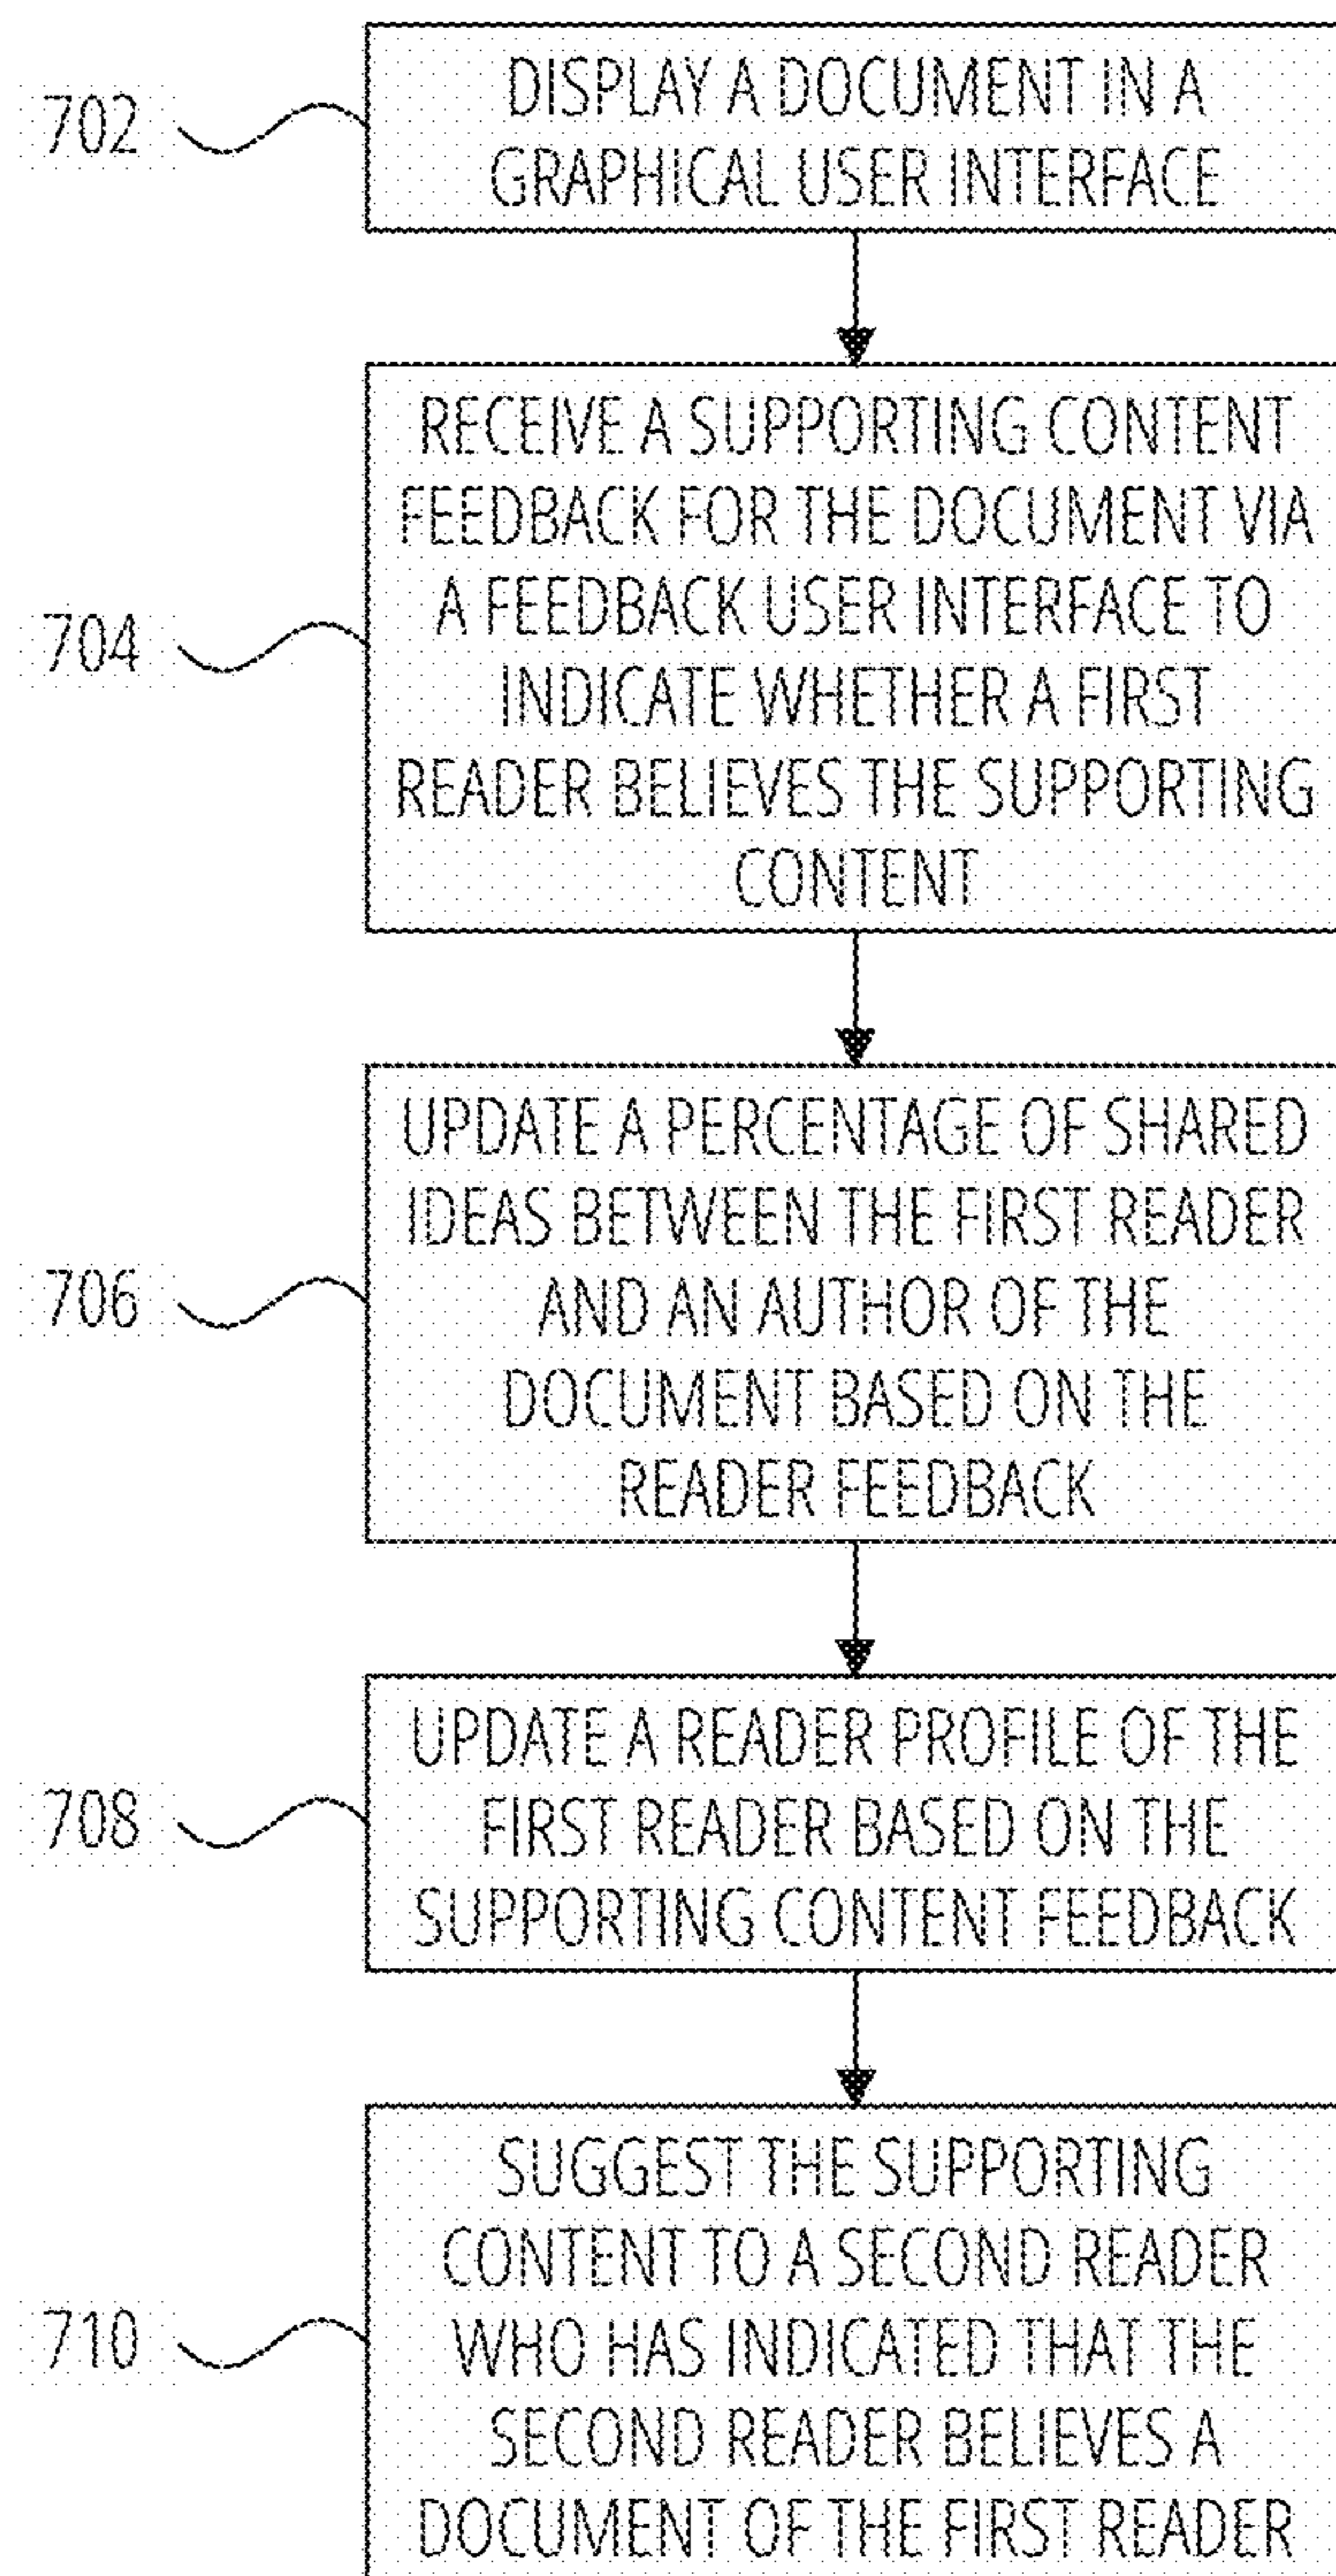 702
DISPLAY A DOCUMENT IN A
GRAPHICAL USER INTERFACE
704
RECEIVE A SUPPORTING CONTENT
FEEDBACK FOR THE DOCUMENT VIA
A FEEDBACK USER INTERFACE TO
INDICATE WHETHER A FIRST
READER BELIEVES THE SUPPORTING
CONTENT
706
UPDATE A PERCENTAGE OF SHARED
IDEAS BETWEEN THE FIRST READER
AND AN AUTHOR OF THE
DOCUMENT BASED ON THE
READER FEEDBACK
708
UPDATE A READER PROFILE OF THE
FIRST READER BASED ON THE
SUPPORTING CONTENT FEEDBACK
710
SUGGEST THE SUPPORTING
CONTENT TO A SECOND READER
WHO HAS INDICATED THAT THE
SECOND READER BELIEVES A
DOCUMENT OF THE FIRST READER